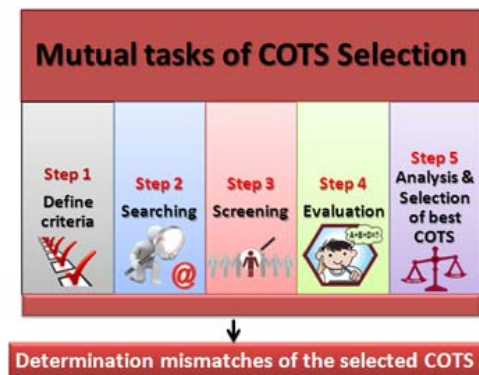 Mutual tasks of COTS Selection
Step 1
Define
criteria
Step 2
Searching
@
Step 3
Screening
Step 4
Evaluation
A+B+D=?
Step 5
Analysis &
Selection
of best
COTS
Determination mismatches of the selected COTS